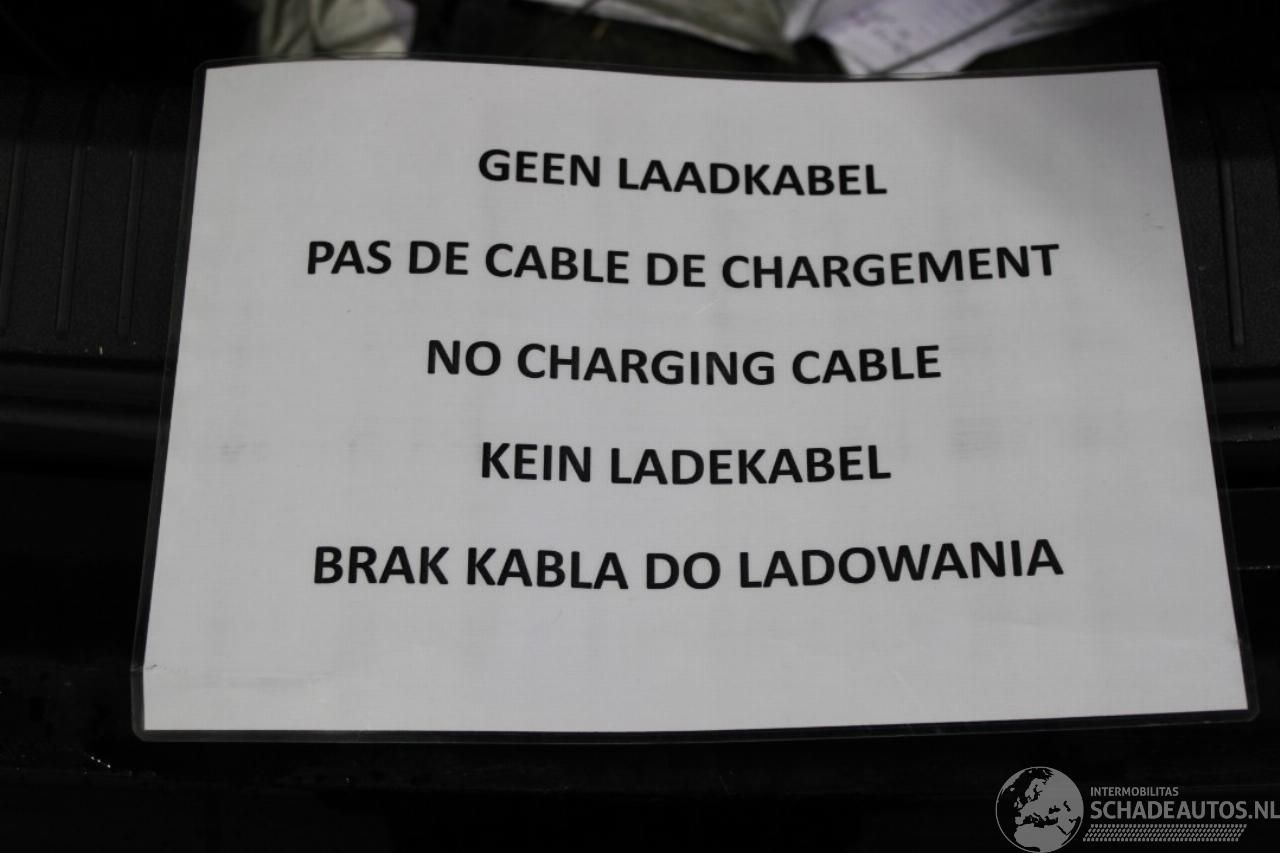 GEEN LAADKABEL
PAS DE CABLE DE CHARGEMENT
NO CHARGING CABLE
KEIN LADEKABEL
BRAK KABLA DO LADOWANIA
INTERMOBILITAS
SCHADEAUTOS.NL